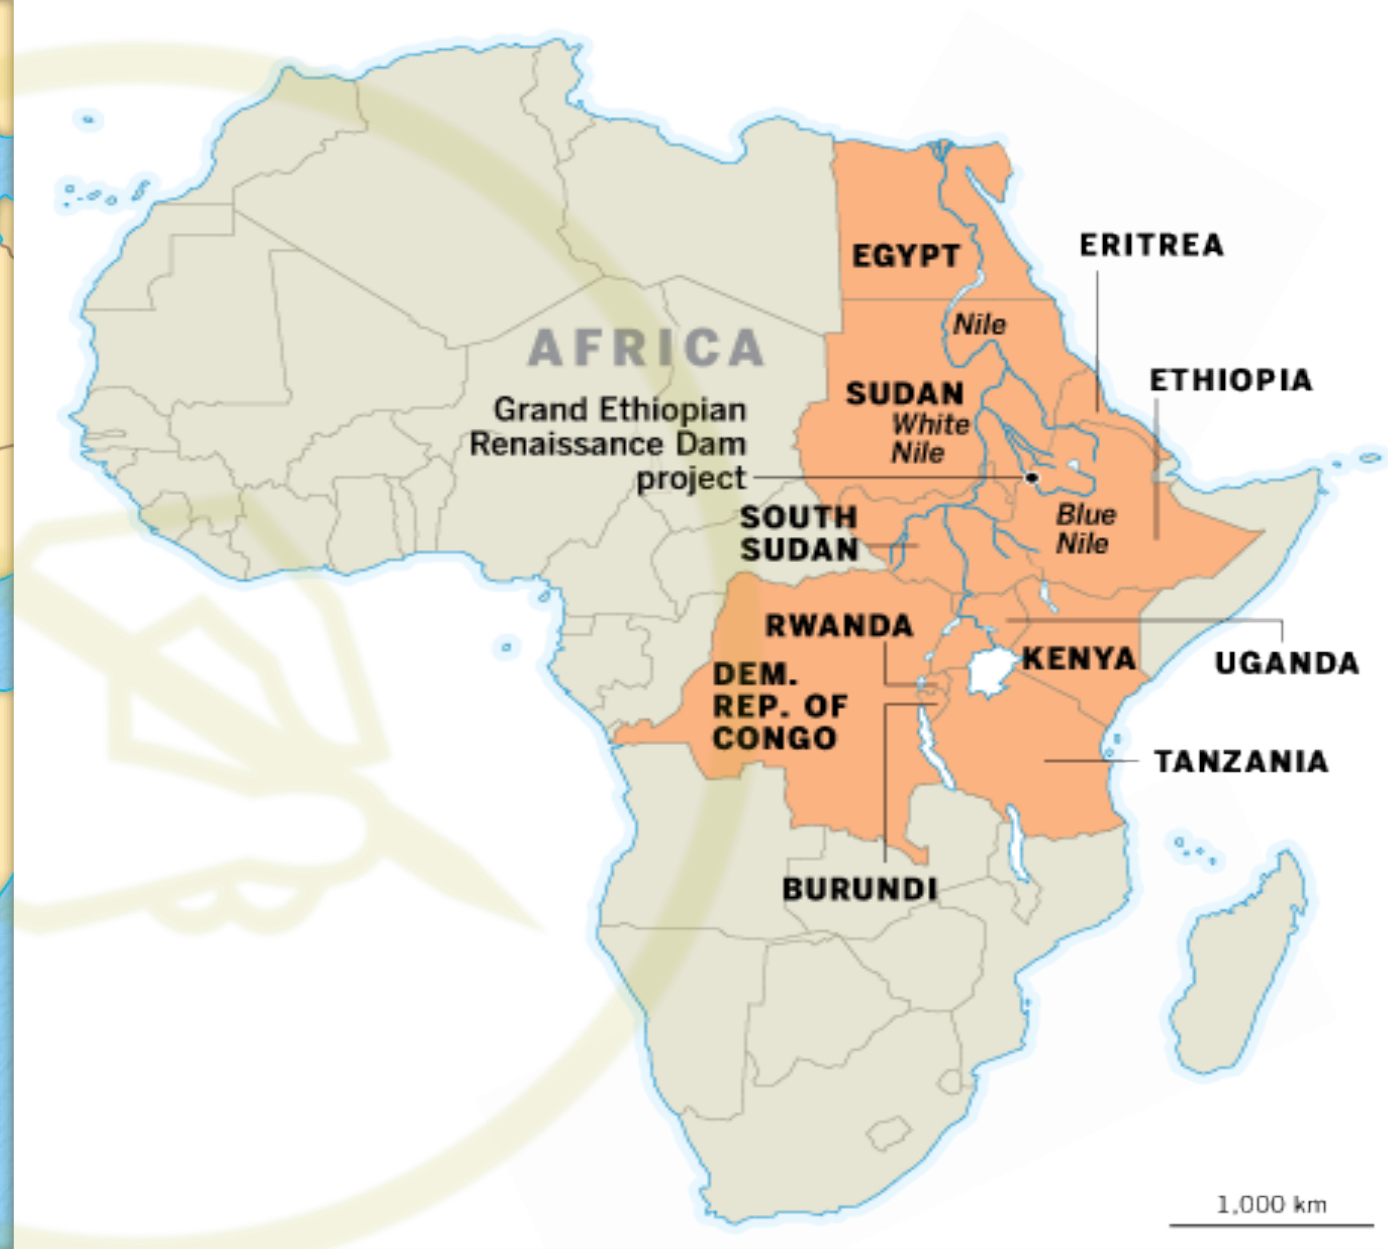 ERITREA
EGYPT
Nile
AFRICA
ETHIOPIA
SUDAN
Grand Ethiopian
Renaissance Dam
project
White
Nile
SOUTH
SUDAN
Blue
Nile
RWANDA
KENYA
UGANDA
DEM.
REP. OF
CONGO
TANZANIA
BURUNDI
1,000 km